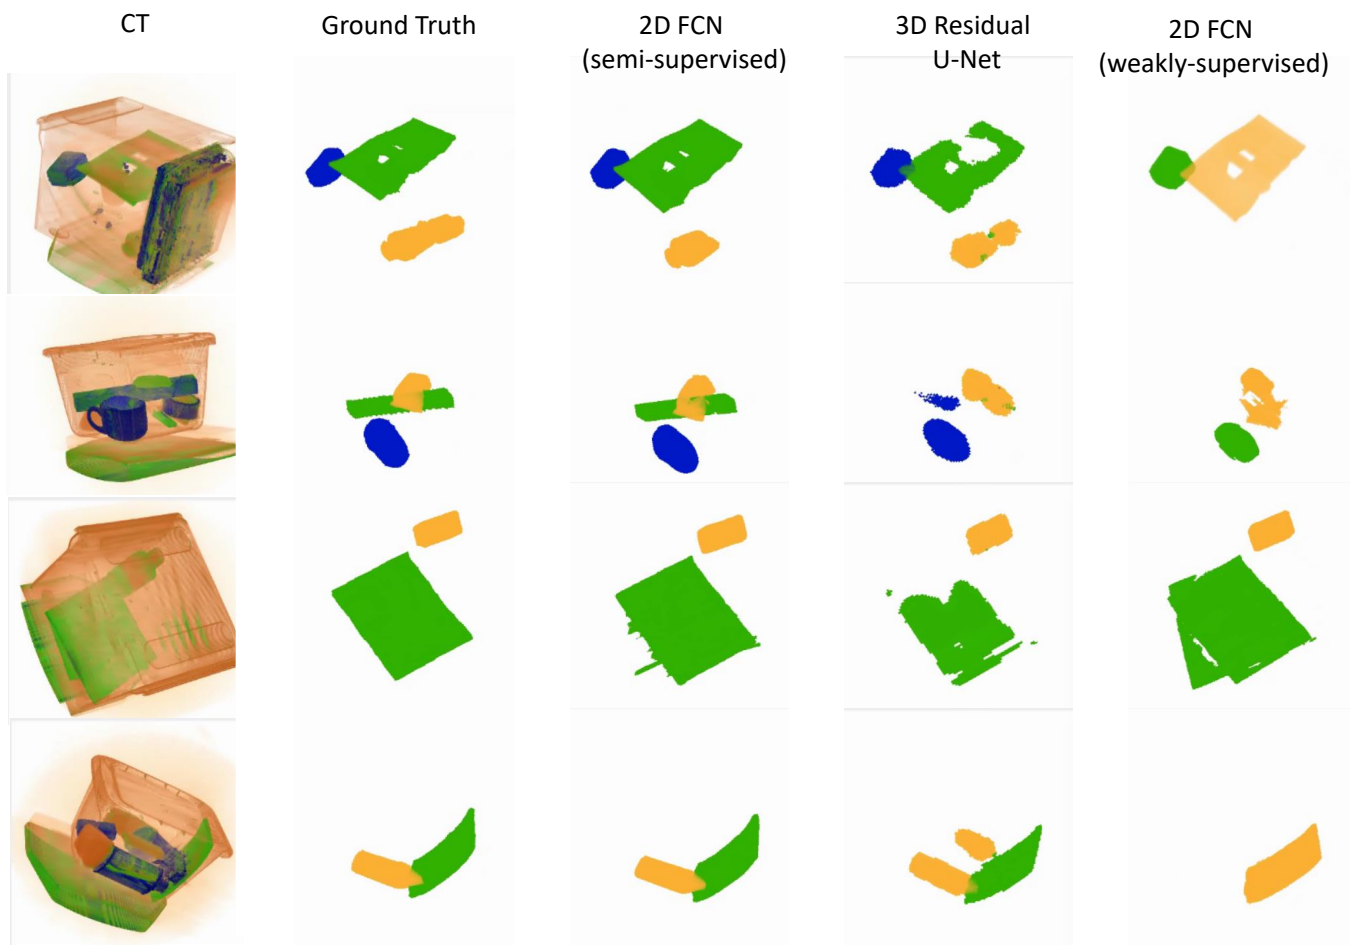 CT
Ground Truth
2D FCN
(semi-supervised)
3D Residual
U-Net
2D FCN
(weakly-supervised)